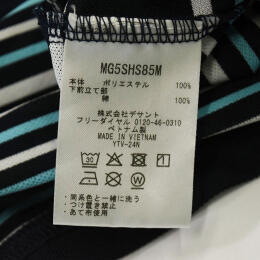 MG5SHS85M
本体 ポリエステル 100%
下前立て部
綿 100%
株式会社デサント
フリーダイヤル 0120-46-0310
ベトナム製
MADE IN VIETNAM
YTV-24N
30
・同系色と一緒に洗う
・つけ置き禁止
・あて布使用